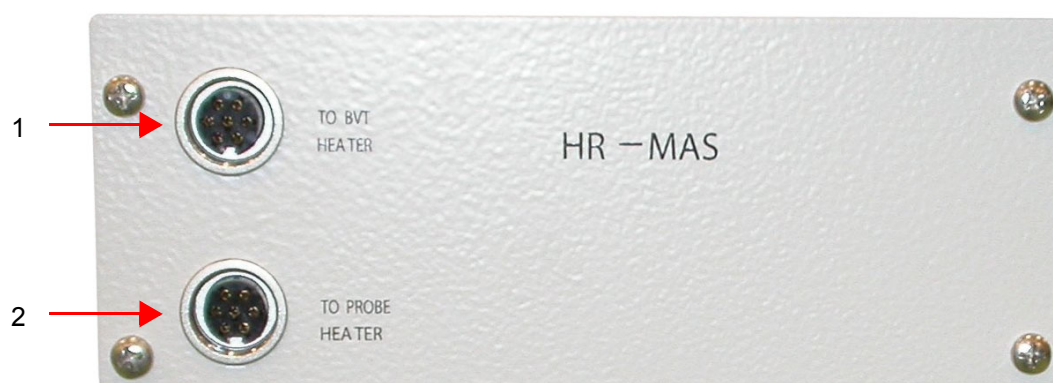 1
TO BVT
HEATER
HR –MAS
2
TO PROBE
HEATER